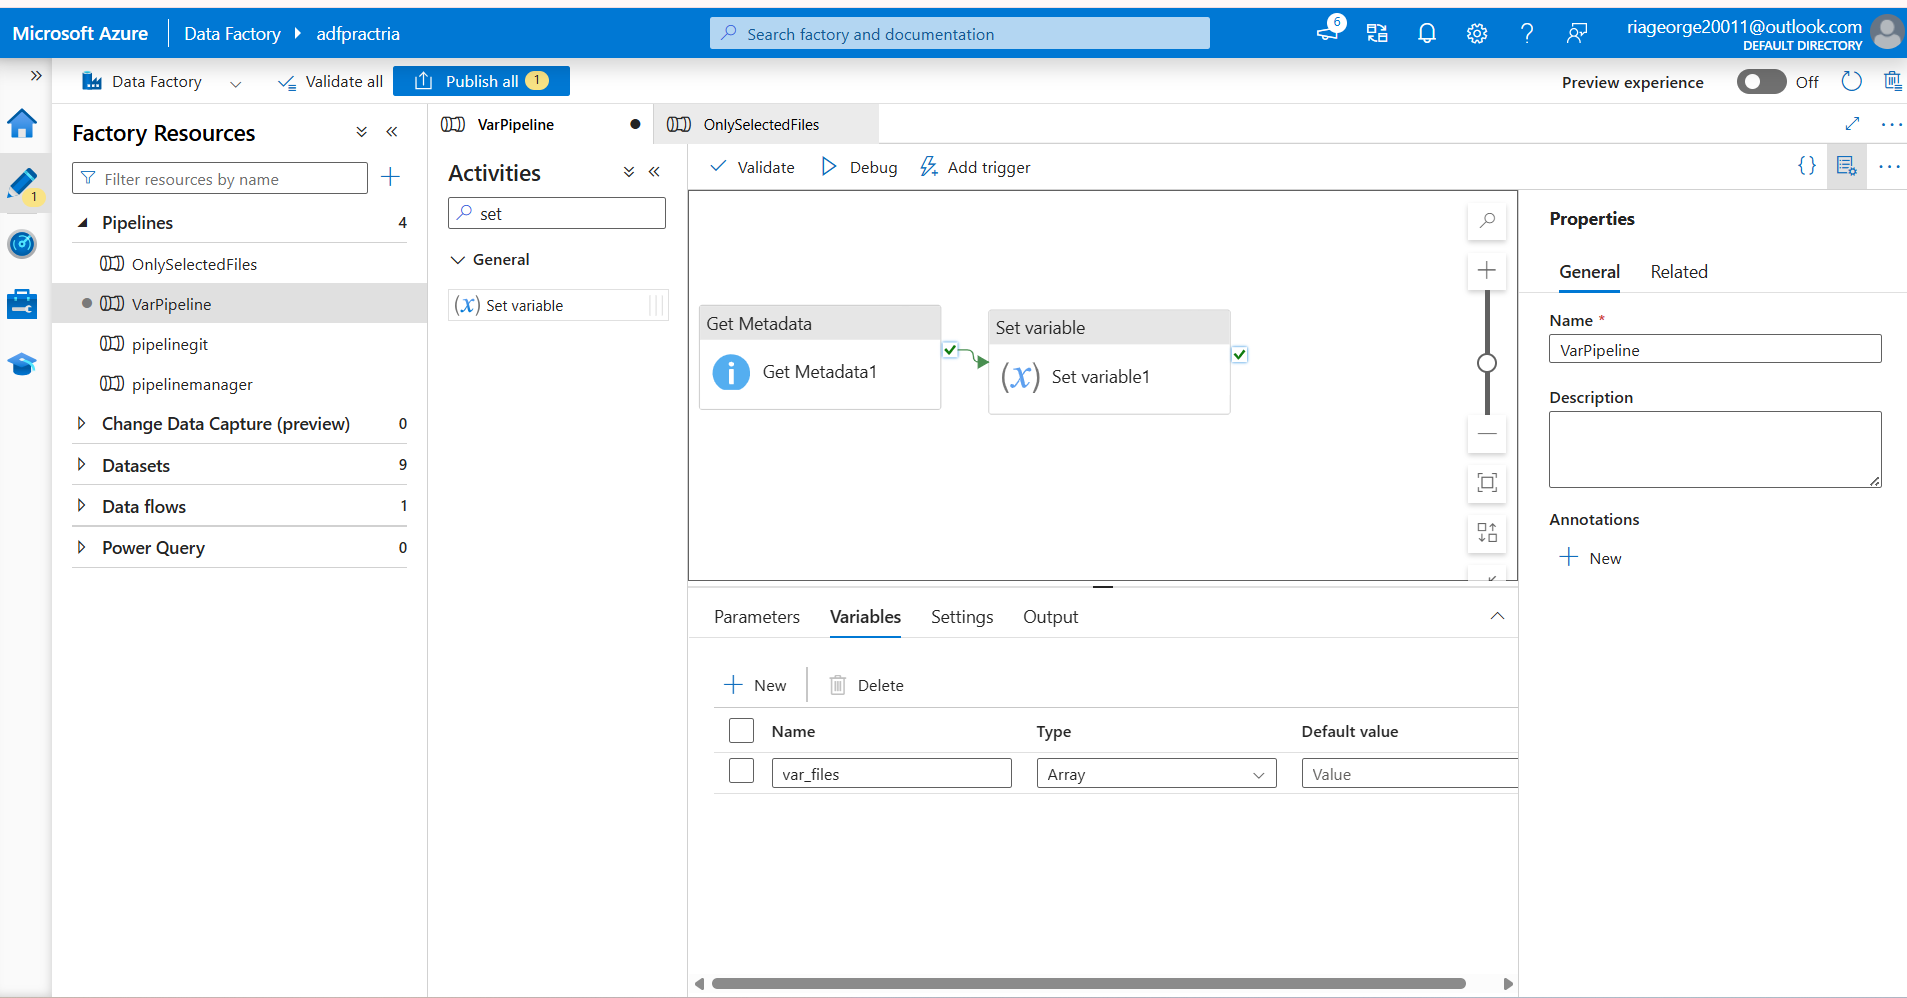 Microsoft Azure
Data Factory
adfpractria
Search factory and documentation
6
riageorge20011@outlook.com
DEFAULT DIRECTORY
Data Factory
Validate all
Publish all
1
Preview experience
Off
Factory Resources
Filter resources by name
1
Pipelines
4
OnlySelectedFiles
VarPipeline
pipelinegit
pipelinemanager
Change Data Capture (preview)
0
Datasets
9
Data flows
1
Power Query
0
VarPipeline
OnlySelectedFiles
Activities
set
General
(x) Set variable
Validate
Debug
Add trigger
{}
Get Metadata
Get Metadata1
Set variable
(x) Set variable1
Parameters
Variables
Settings
Output
New
Delete
Name
Type
Default value
var_files
Array
Value
Properties
General
Related
Name *
VarPipeline
Description
Annotations
New